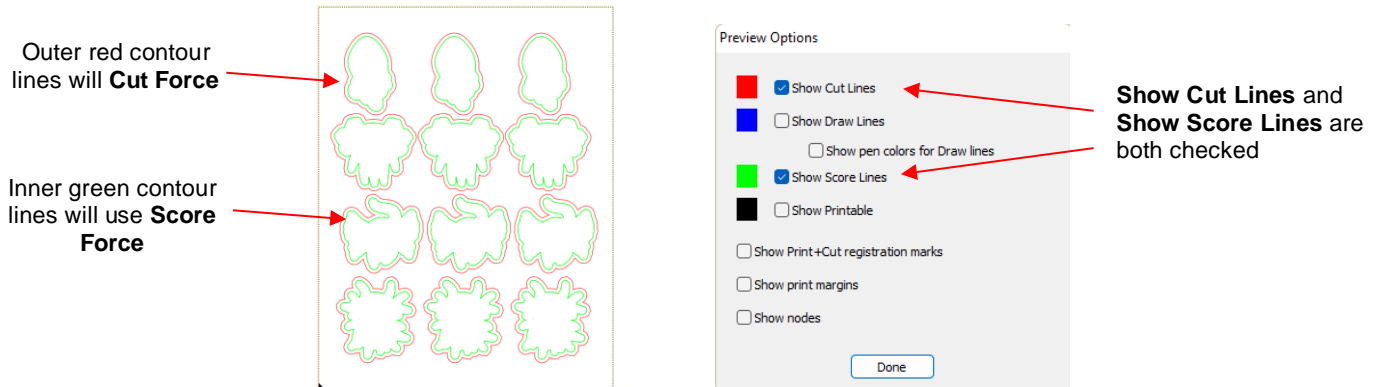 Outer red contour
lines will Cut Force
Inner green contour
lines will use Score
Force
Preview Options
Show Cut Lines
Show Draw Lines
Show pen colors for Draw lines
Show Score Lines
Show Printable
Show Print+Cut registration marks
Show print margins
Show nodes
Done
Show Cut Lines and
Show Score Lines are
both checked